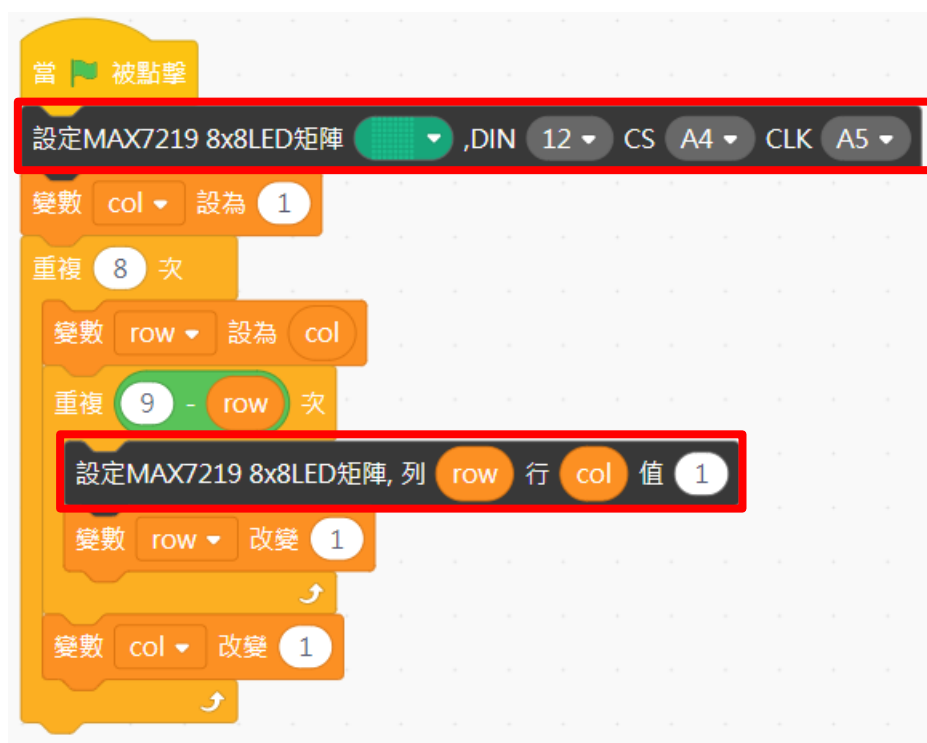 當 被點擊
設定MAX7219 8x8LED矩陣 ,DIN 12 CS A4 CLK A5
變數 col 設為 1
重複 8 次
變數 row 設為 col
重複 9 - row 次
設定MAX7219 8x8LED矩陣, 列 row 行 col 值 1
變數 row 改變 1
變數 col 改變 1